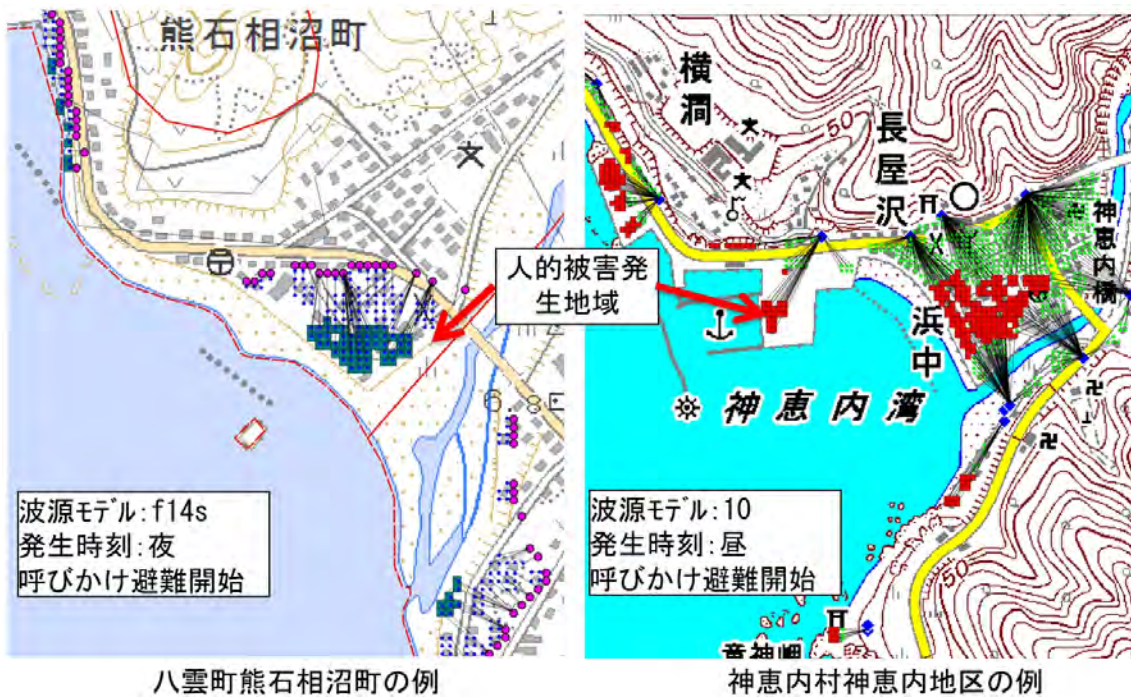 熊石相沼町
横澗
50
長屋沢
神恵内橋
人的被害発
生地域
浜中
神恵内湾
波源モデル:f14s
発生時刻:夜
呼びかけ避難開始
波源モデル:10
発生時刻:昼
呼びかけ避難開始
50
竜神岬
八雲町熊石相沼町の例
神恵内村神恵内地区の例